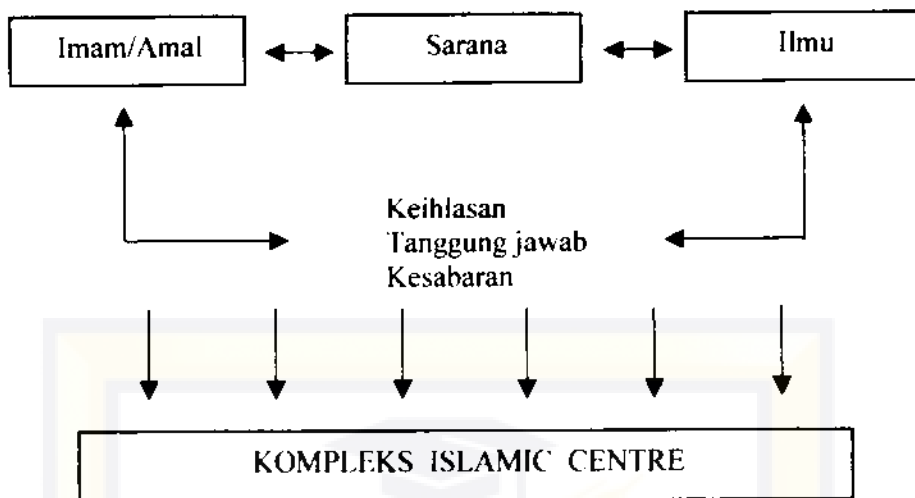 Imam/Amal
Sarana
Ilmu
Keihlasan
Tanggung jawab
Kesabaran
KOMPLEKS ISLAMIC CENTRE